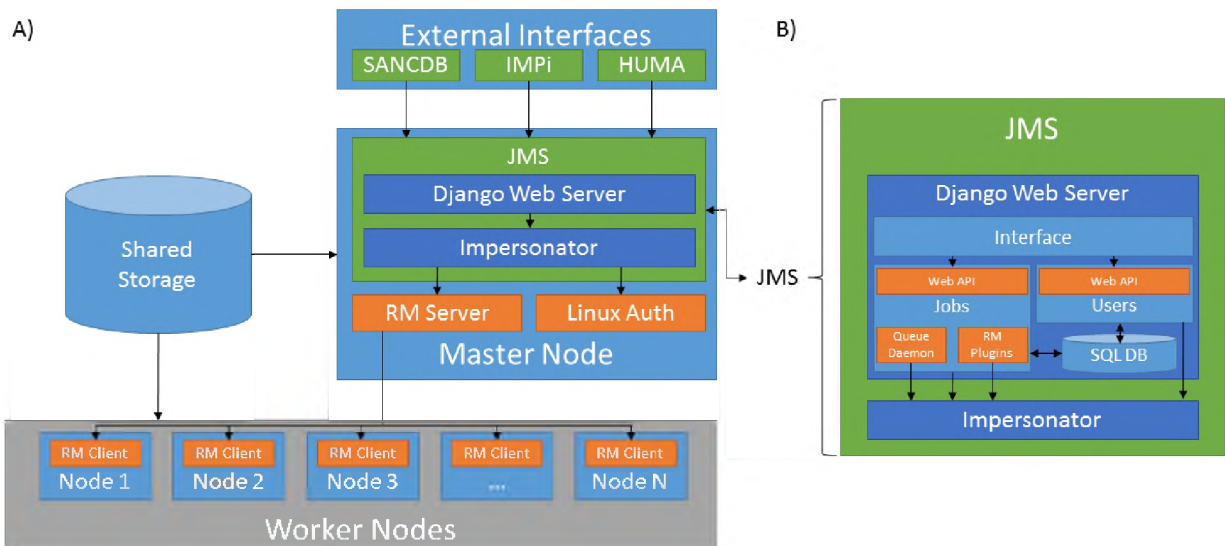 A)
External Interfaces
SANCDB
IMPi
HUMA
JMS
Django Web Server
Impersonator
RM Server
Linux Auth
Master Node
Shared
Storage
RM Client
Node 1
RM Client
Node 2
RM Client
Node 3
RM Client
...
RM Client
Node N
Worker Nodes
B)
JMS
JMS
Django Web Server
Interface
Web API
Jobs
Web API
Users
Queue
Daemon
RM
Plugins
SQL DB
Impersonator